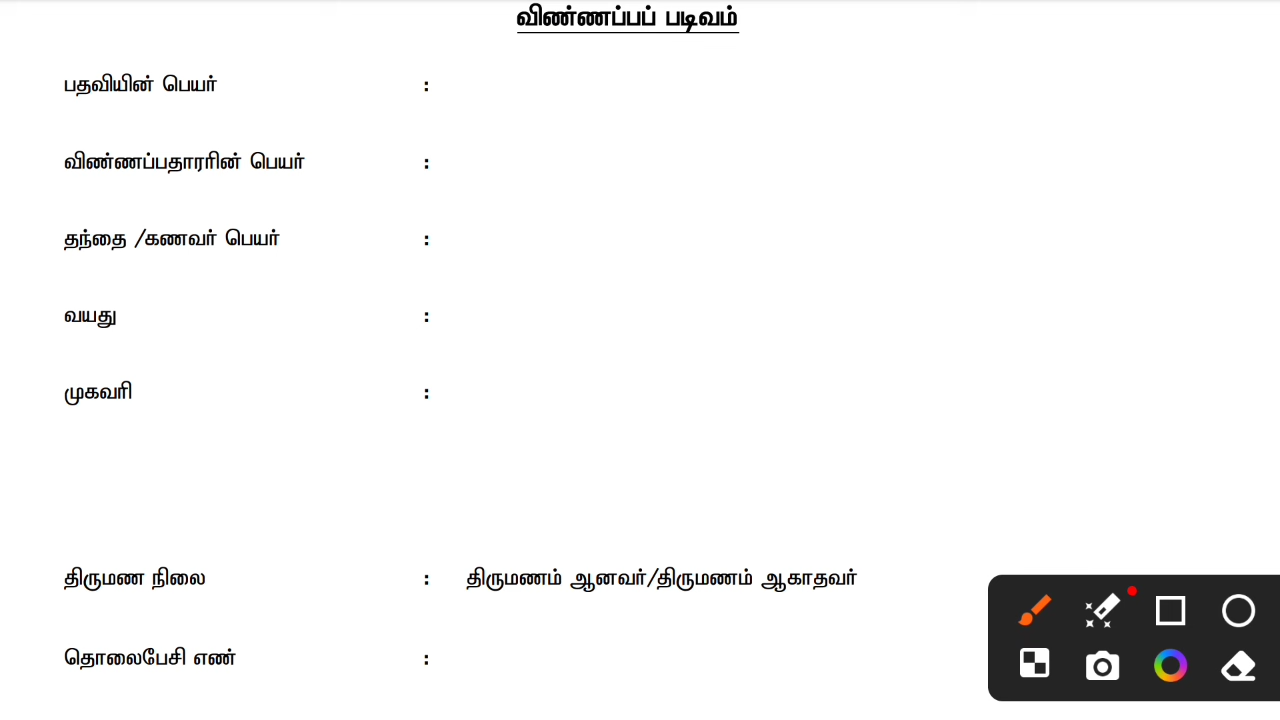 விண்ணப்பப் படிவம்
பதவியின் பெயர் :
விண்ணப்பதாரரின் பெயர் :
தந்தை /கணவர் பெயர் :
வயது :
முகவரி :
திருமண நிலை : திருமணம் ஆனவர்/திருமணம் ஆகாதவர்
தொலைபேசி எண் :